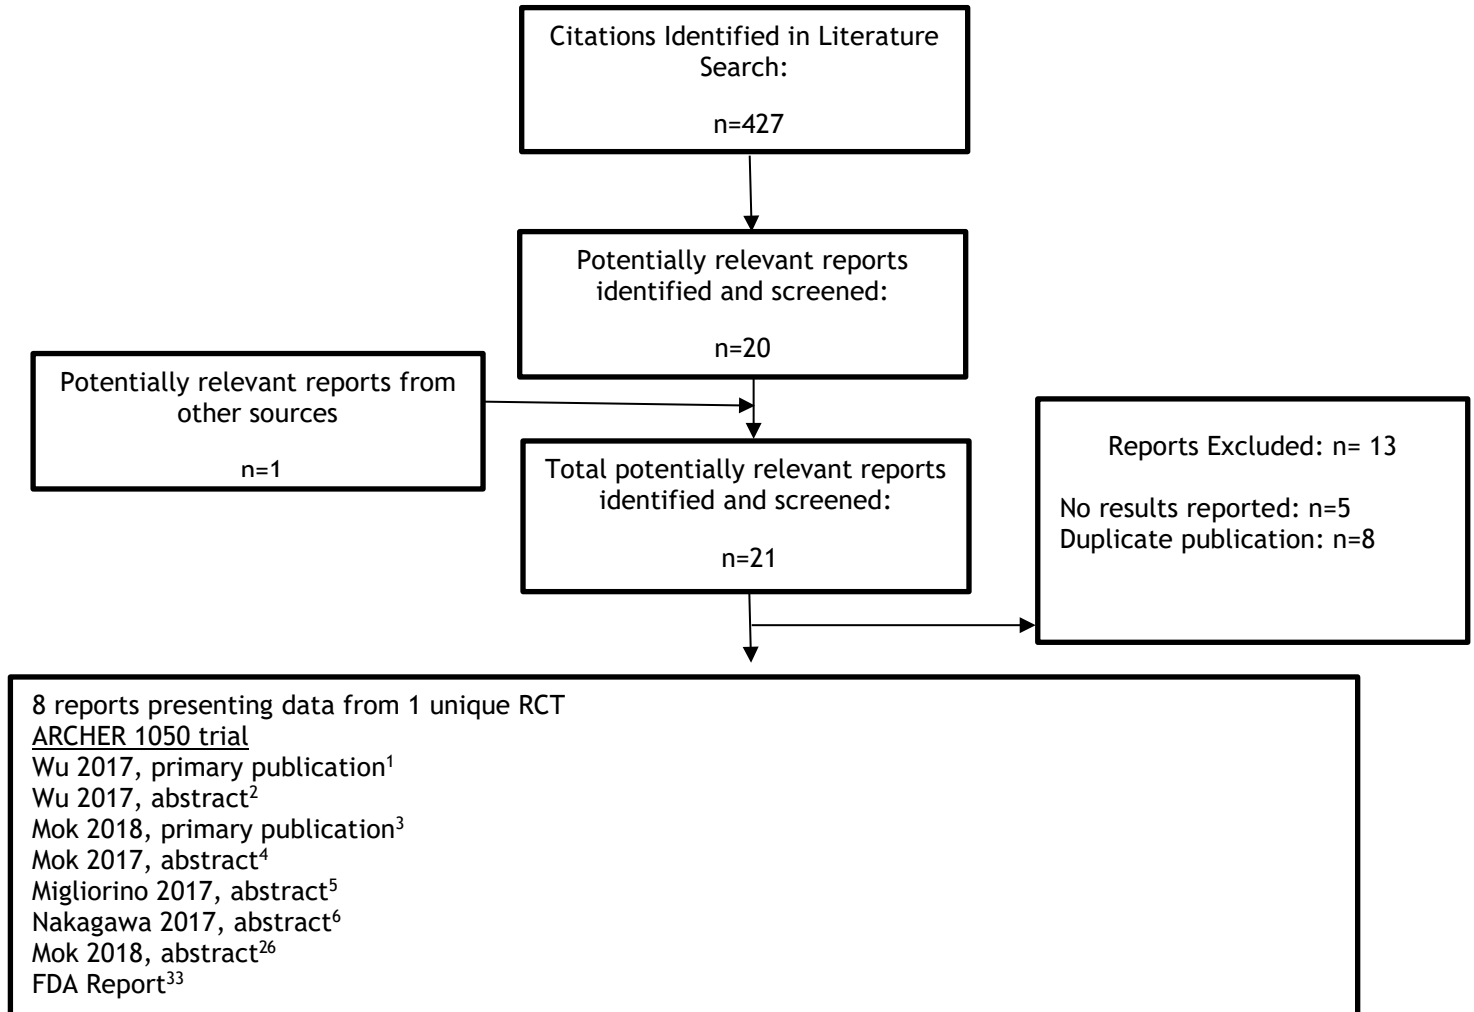 Citations Identified in Literature
Search:
n=427
Potentially relevant reports
identified and screened:
n=20
Potentially relevant reports from
other sources
n=1
Total potentially relevant reports
identified and screened:
n=21
Reports Excluded: n= 13
No results reported: n=5
Duplicate publication: n=8
8 reports presenting data from 1 unique RCT
ARCHER 1050 trial
Wu 2017, primary publication1
Wu 2017, abstract2
Mok 2018, primary publication3
Mok 2017, abstract4
Migliorino 2017, abstract5
Nakagawa 2017, abstract6
Mok 2018, abstract26
FDA Report33